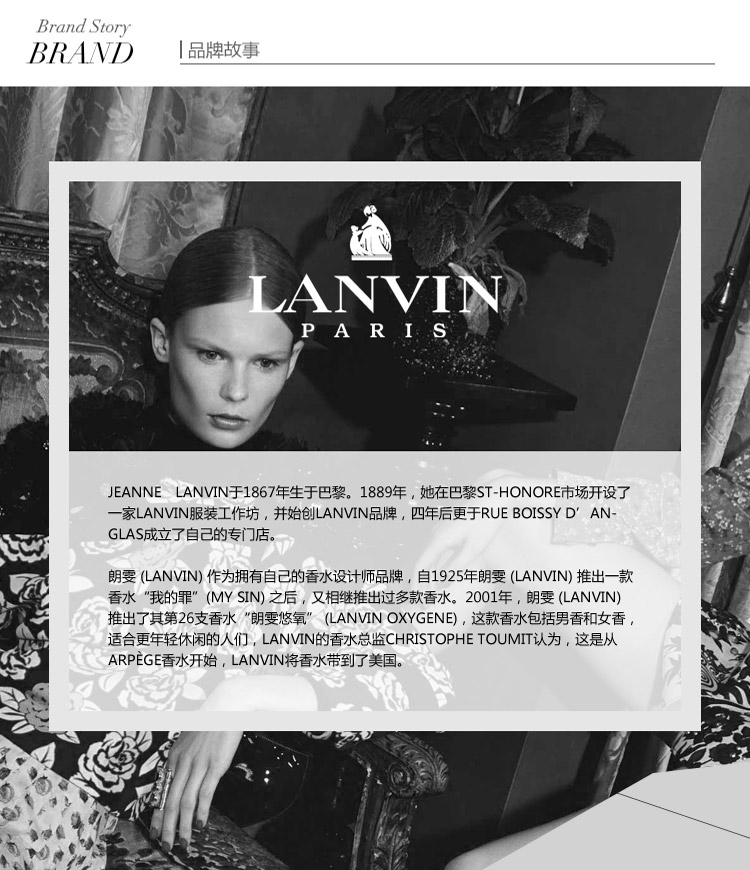 Brand Story
BRAND
品牌故事
LANVIN
PARIS
JEANNE LANVIN于1867年生于巴黎。1889年，她在巴黎ST-HONORE市场开设了
一家LANVIN服装工作坊，并始创LANVIN品牌，四年后更于RUE BOISSY D’AN-
GLAS成立了自己的专门店。
朗雯 (LANVIN) 作为拥有自己的香水设计师品牌，自1925年朗雯 (LANVIN) 推出一款
香水“我的罪”(MY SIN) 之后，又相继推出过多款香水。2001年，朗雯 (LANVIN)
推出了其第26支香水“朗雯悠氧” (LANVIN OXYGENE)，这款香水包括男香和女香，
适合更年轻休闲的人们，LANVIN的香水总监CHRISTOPHE TOUMIT认为，这是从
ARPÈGE香水开始，LANVIN将香水带到了美国。